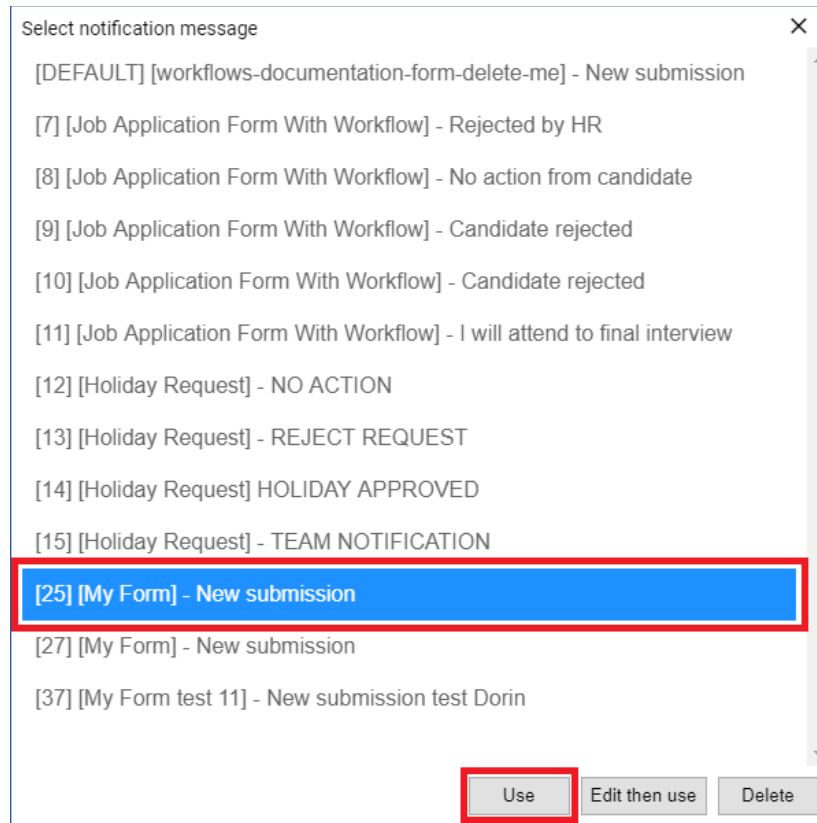 Select notification message
[DEFAULT] [workflows-documentation-form-delete-me] - New submission
[7] [Job Application Form With Workflow] - Rejected by HR
[8] [Job Application Form With Workflow] - No action from candidate
[9] [Job Application Form With Workflow] - Candidate rejected
[10] [Job Application Form With Workflow] - Candidate rejected
[11] [Job Application Form With Workflow] - I will attend to final interview
[12] [Holiday Request] - NO ACTION
[13] [Holiday Request] - REJECT REQUEST
[14] [Holiday Request] HOLIDAY APPROVED
[15] [Holiday Request] - TEAM NOTIFICATION
[25] [My Form] - New submission
[27] [My Form] - New submission
[37] [My Form test 11] - New submission test Dorin
Use Edit then use Delete